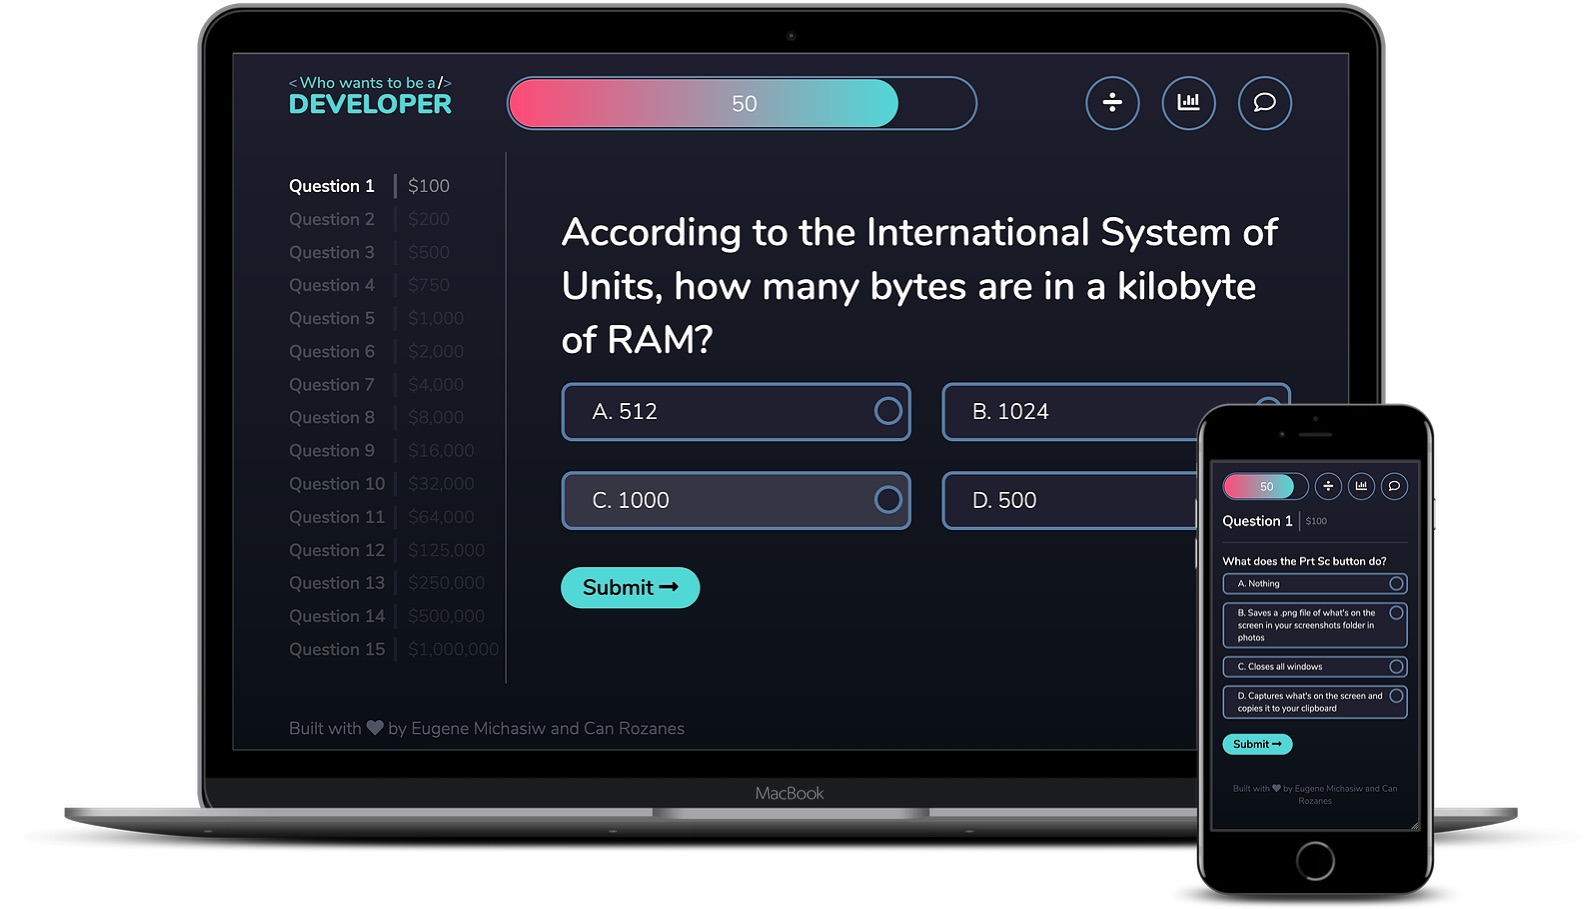 <Who wants to be a/>
DEVELOPER
50
Question 1 $100
Question 2 $200
Question 3 $500
Question 4 $750
Question 5 $1,000
Question 6 $2,000
Question 7 $4,000
Question 8 $8,000
Question 9 $16,000
Question 10 $32,000
Question 11 $64,000
Question 12 $125,000
Question 13 $250,000
Question 14 $500,000
Question 15 $1,000,000
According to the International System of
Units, how many bytes are in a kilobyte
of RAM?
A. 512
B. 1024
C. 1000
D. 500
Submit
Built with by Eugene Michasiw and Can Rozanes
MacBook
50
Question 1 $100
What does the Prt Sc button do?
A. Nothing
B. Saves a .png file of what's on the
screen in your screenshots folder in
photos
C. Closes all windows
D. Captures what's on the screen and
copies it to your clipboard
Submit
Built with by Eugene Michasiw and Can
Rozanes